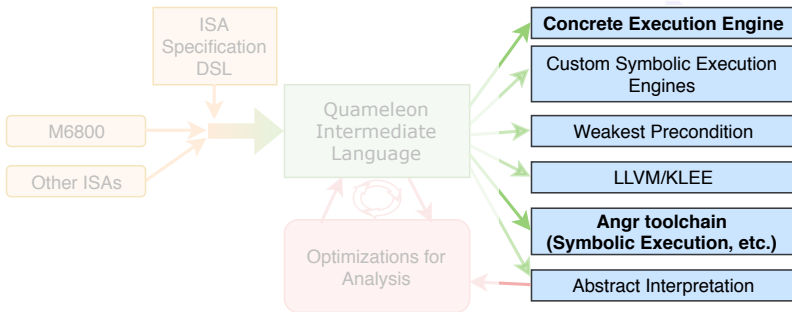 ISA
Specification
DSL
M6800
Other ISAs
Quameleon
Intermediate
Language
Optimizations for
Analysis
Concrete Execution Engine
Custom Symbolic Execution
Engines
Weakest Precondition
LLVM/KLEE
Angr toolchain
(Symbolic Execution, etc.)
Abstract Interpretation